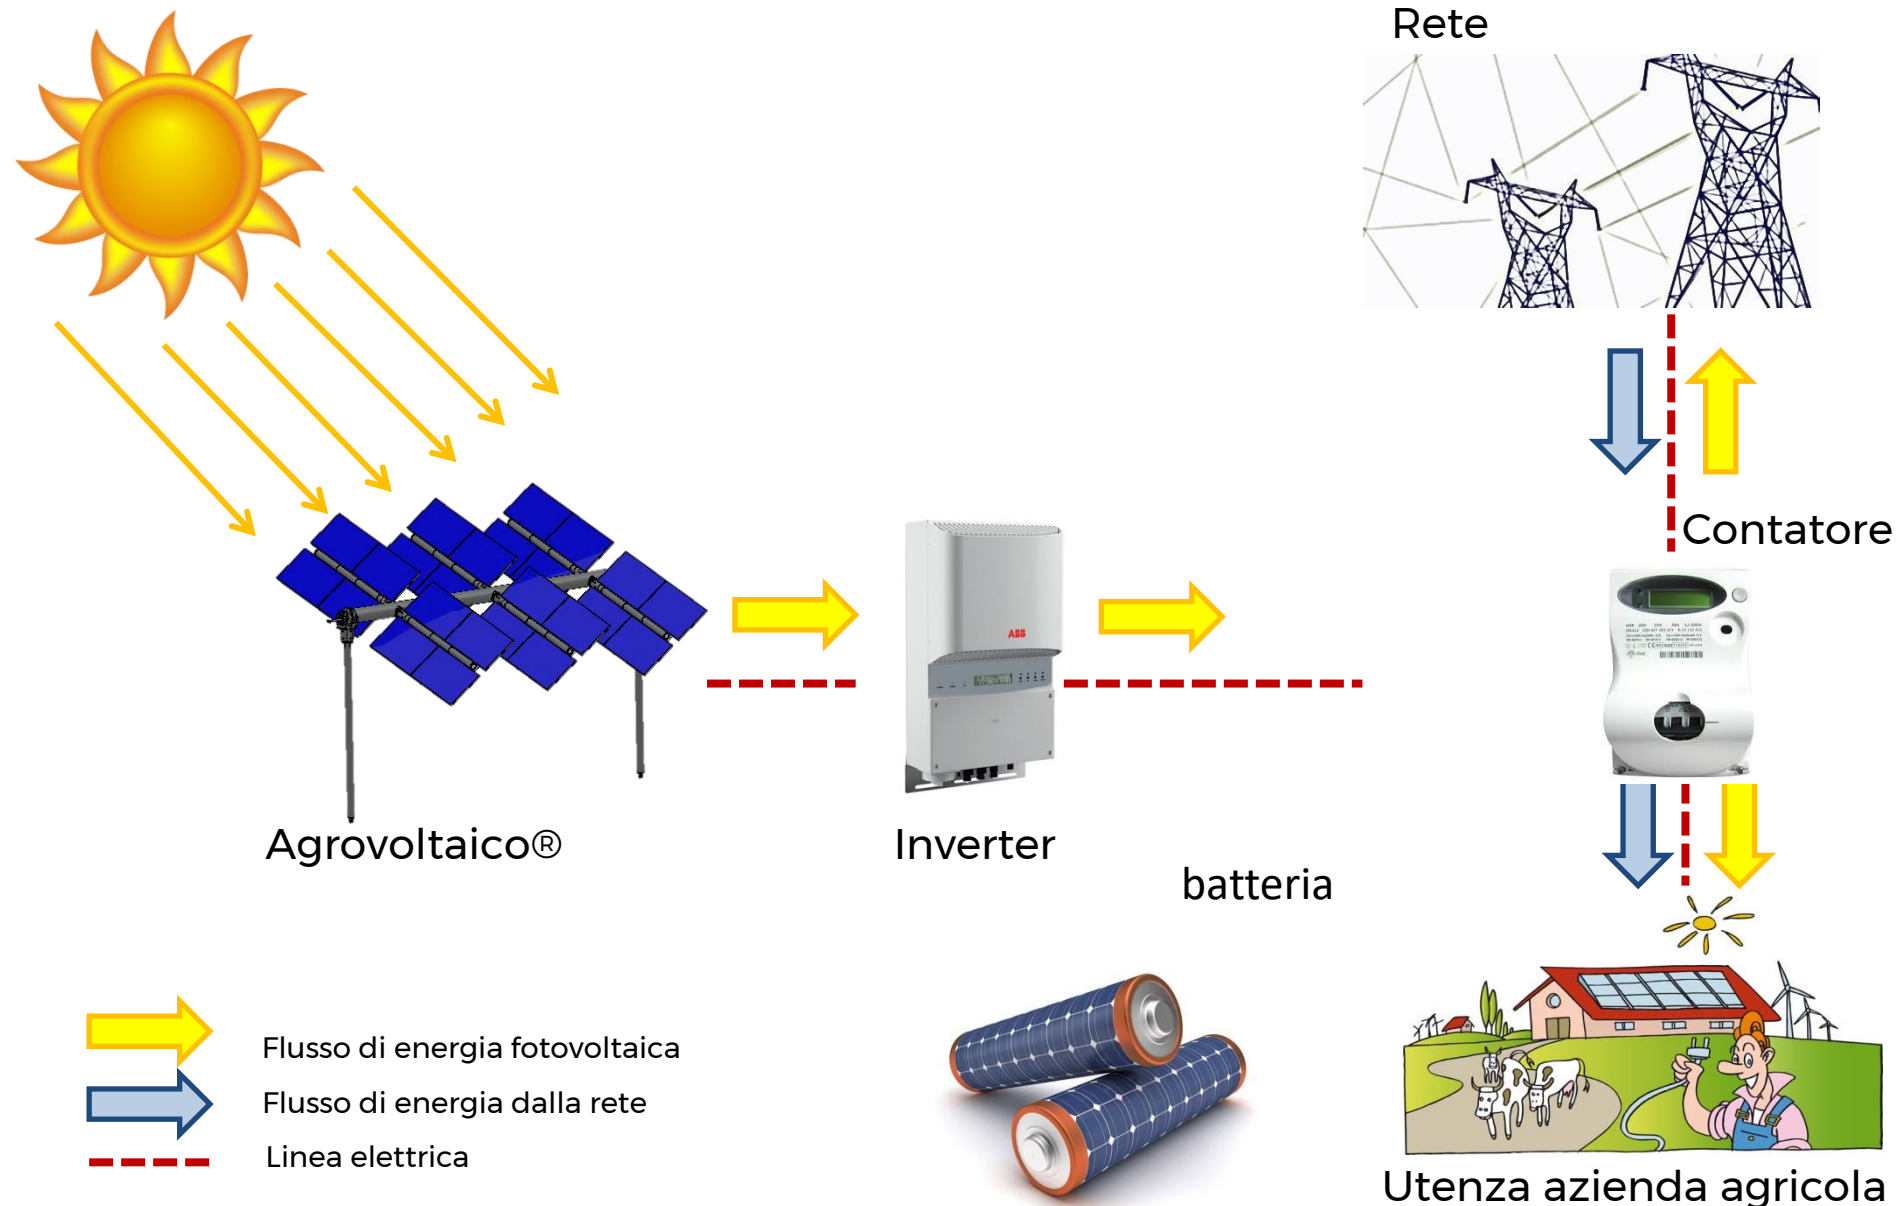 Rete
Contatore
ABB
Agrovoltaico®
Inverter
batteria
Flusso di energia fotovoltaica
Flusso di energia dalla rete
Linea elettrica
Utenza azienda agricola